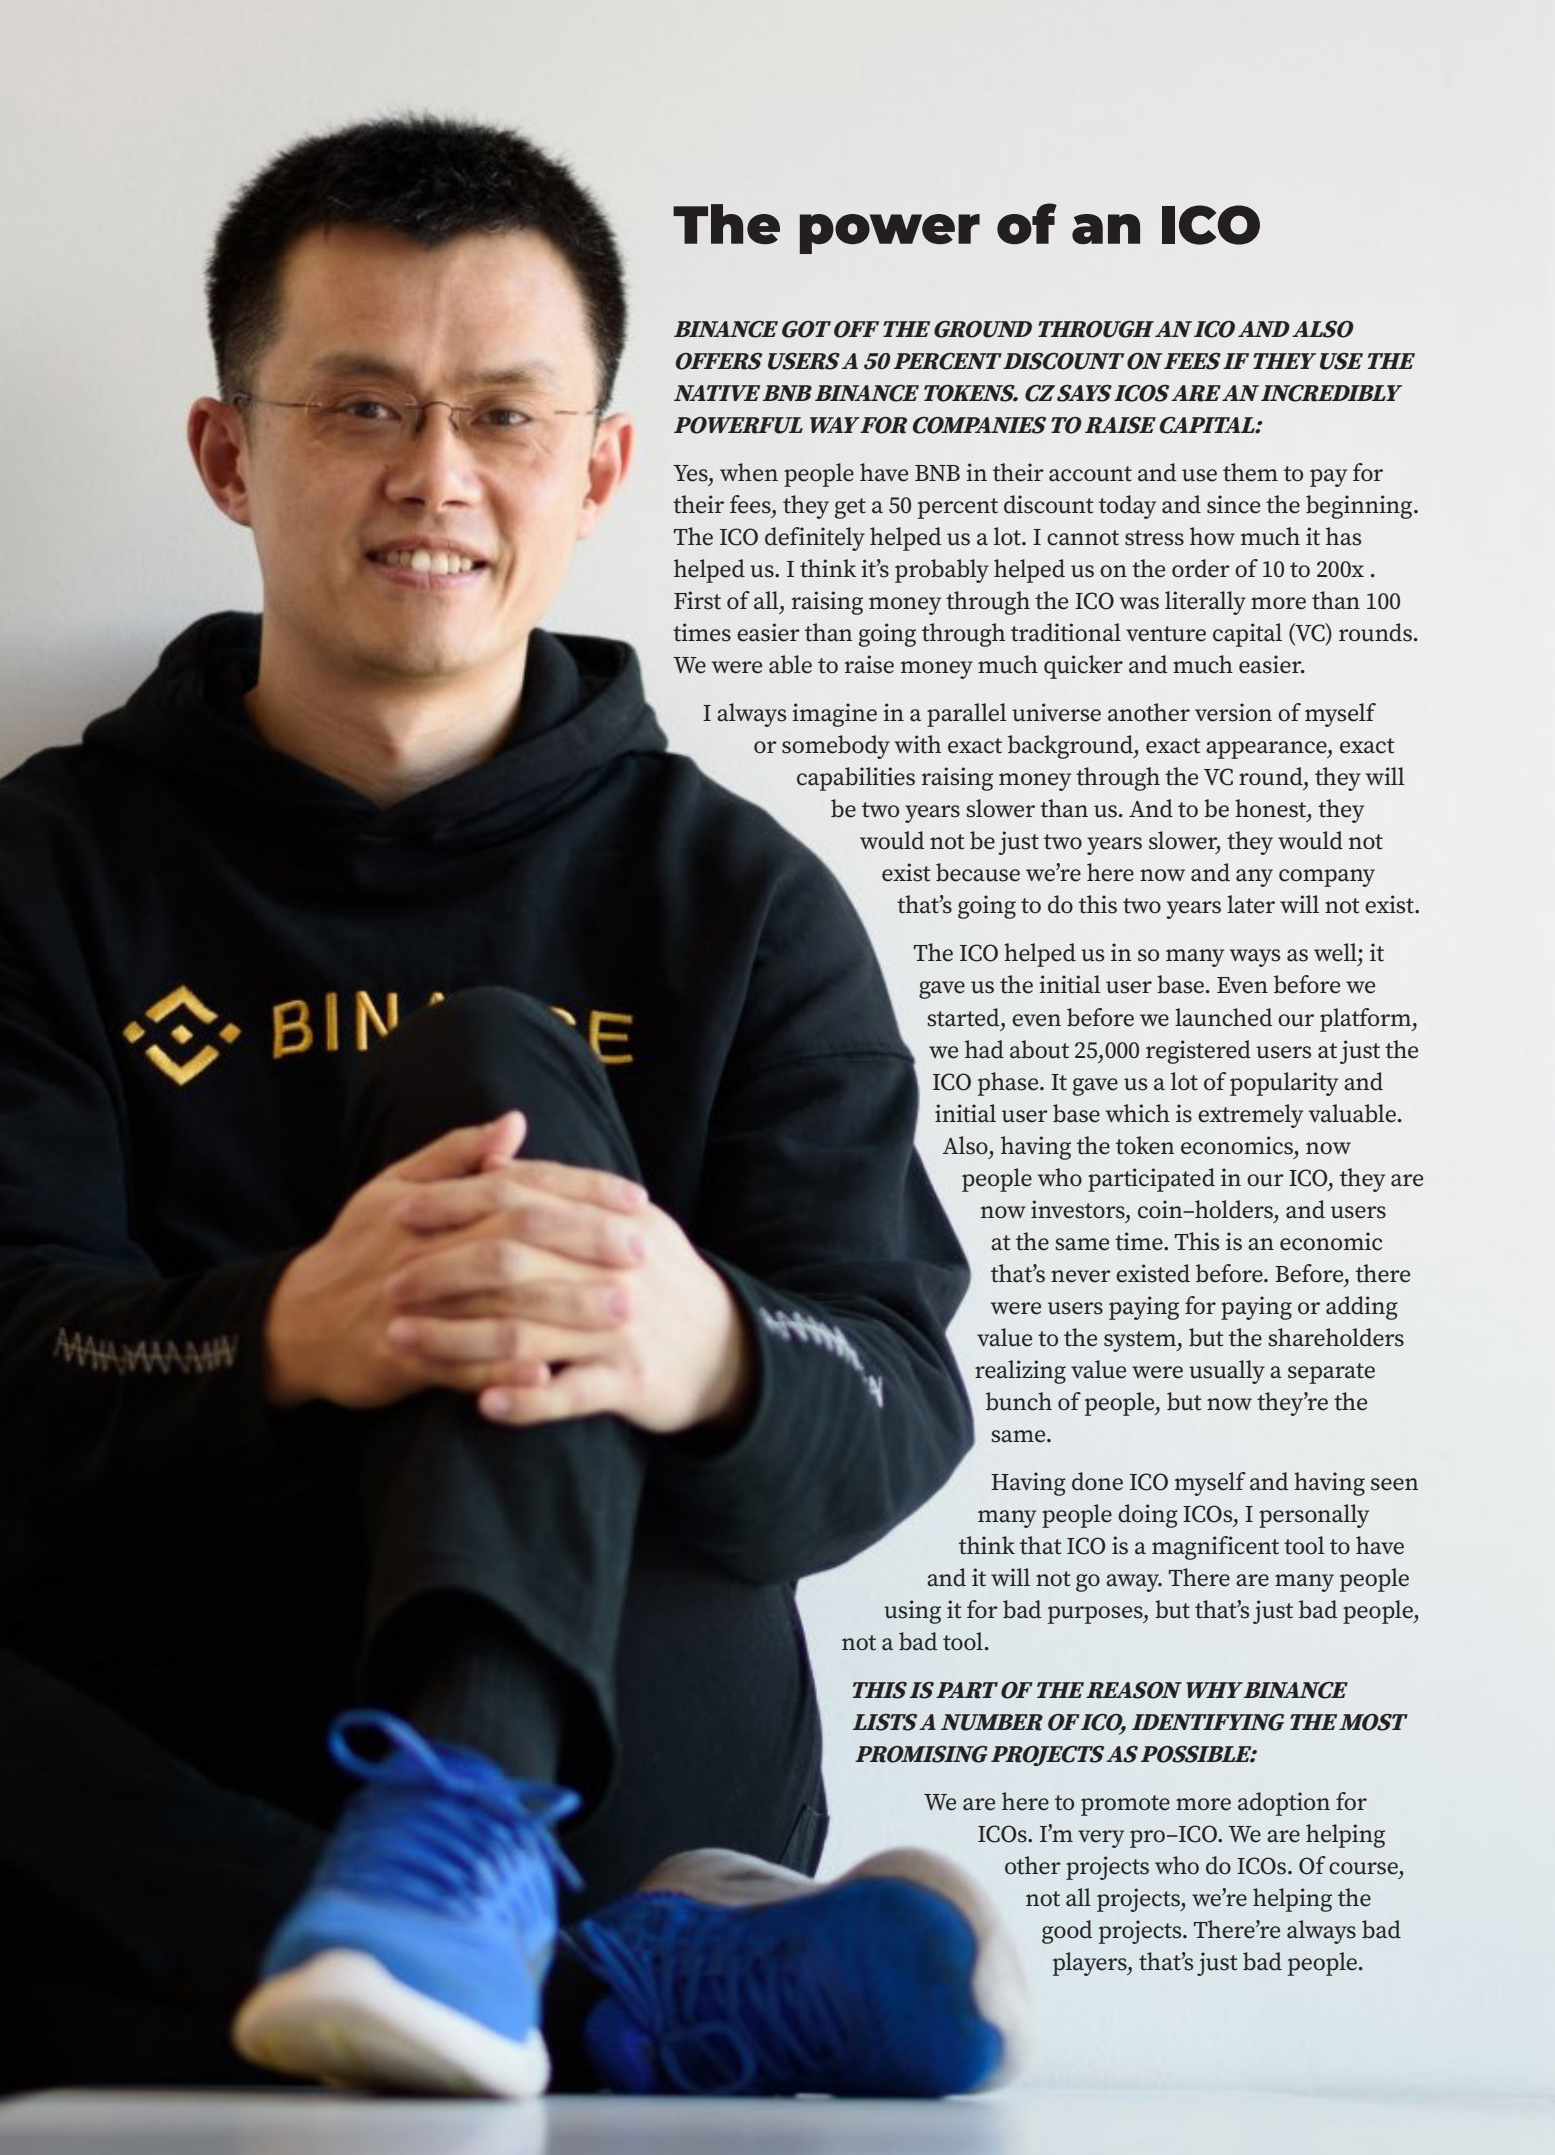 The power of an ICO
BINANCE GOT OFF THE GROUND THROUGH AN ICO AND ALSO
OFFERS USERS A 50 PERCENT DISCOUNT ON FEES IF THEY USE THE
NATIVE BNB BINANCE TOKENS. CZ SAYS ICOS ARE AN INCREDIBLY
POWERFUL WAY FOR COMPANIES TO RAISE CAPITAL:
Yes, when people have BNB in their account and use them to pay for
their fees, they get a 50 percent discount today and since the beginning.
The ICO definitely helped us a lot. I cannot stress how much it has
helped us. I think it’s probably helped us on the order of 10 to 200x .
First of all, raising money through the ICO was literally more than 100
times easier than going through traditional venture capital (VC) rounds.
We were able to raise money much quicker and much easier.
I always imagine in a parallel universe another version of myself
or somebody with exact background, exact appearance, exact
capabilities raising money through the VC round, they will
be two years slower than us. And to be honest, they
would not be just two years slower, they would not
exist because we’re here now and any company
that’s going to do this two years later will not exist.
The ICO helped us in so many ways as well; it
gave us the initial user base. Even before we
started, even before we launched our platform,
we had about 25,000 registered users at just the
ICO phase. It gave us a lot of popularity and
initial user base which is extremely valuable.
Also, having the token economics, now
people who participated in our ICO, they are
now investors, coin–holders, and users
at the same time. This is an economic
that’s never existed before. Before, there
were users paying for paying or adding
value to the system, but the shareholders
realizing value were usually a separate
bunch of people, but now they’re the
same.
Having done ICO myself and having seen
many people doing ICOs, I personally
think that ICO is a magnificent tool to have
and it will not go away. There are many people
using it for bad purposes, but that’s just bad people,
not a bad tool.
THIS IS PART OF THE REASON WHY BINANCE
LISTS A NUMBER OF ICO, IDENTIFYING THE MOST
PROMISING PROJECTS AS POSSIBLE:
We are here to promote more adoption for
ICOs. I’m very pro–ICO. We are helping
other projects who do ICOs. Of course,
not all projects, we’re helping the
good projects. There’re always bad
players, that’s just bad people.